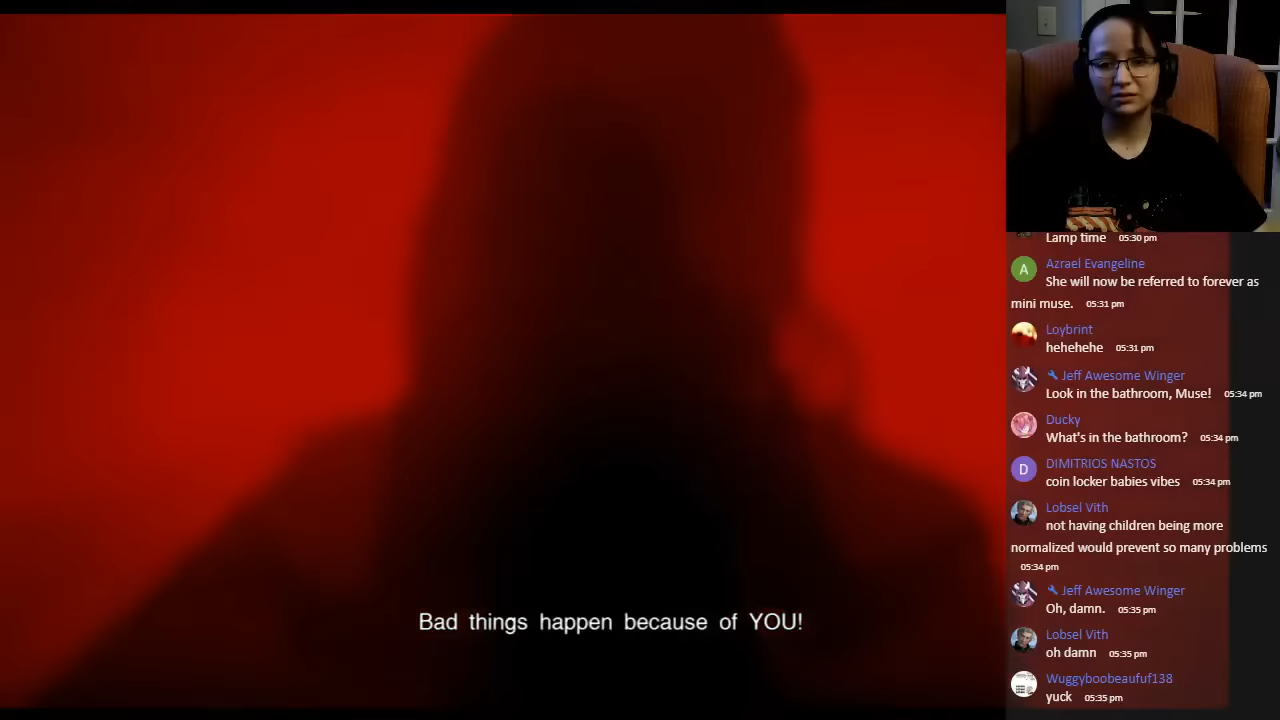 Bad things happen because of YOU!
Lamp time 05:30 pm
A
Azrael Evangeline
She will now be referred to forever as
mini muse. 05:31 pm
Loybrint
hehehehe 05:31 pm
Jeff Awesome Winger
Look in the bathroom, Muse! 05:34 pm
Ducky
What's in the bathroom? 05:34 pm
D
DIMITRIOS NASTOS
coin locker babies vibes 05:34 pm
Lobsel Vith
not having children being more
normalized would prevent so many problems
05:34 pm
Jeff Awesome Winger
Oh, damn. 05:35 pm
Lobsel Vith
oh damn 05:35 pm
Wuggyboobeaufuf138
yuck 05:35 pm